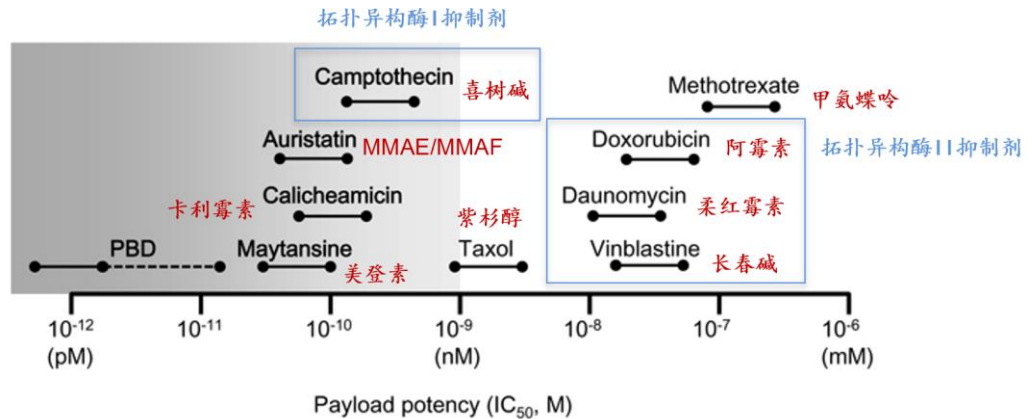 拓扑异构酶I抑制剂
Camptothecin
喜树碱
Methotrexate
甲氨蝶呤
Auristatin MMAE/MMAF
Doxorubicin
阿霉素
拓扑异构酶II抑制剂
卡利霉素
Calicheamicin
Daunomycin
柔红霉素
紫杉醇
PBD
Maytansine
美登素
Taxol
Vinblastine
长春碱
10-12 10-11 10-10 10-9 10-8 10-7 10-6
(pM) (nM) (mM)
Payload potency (IC50, M)